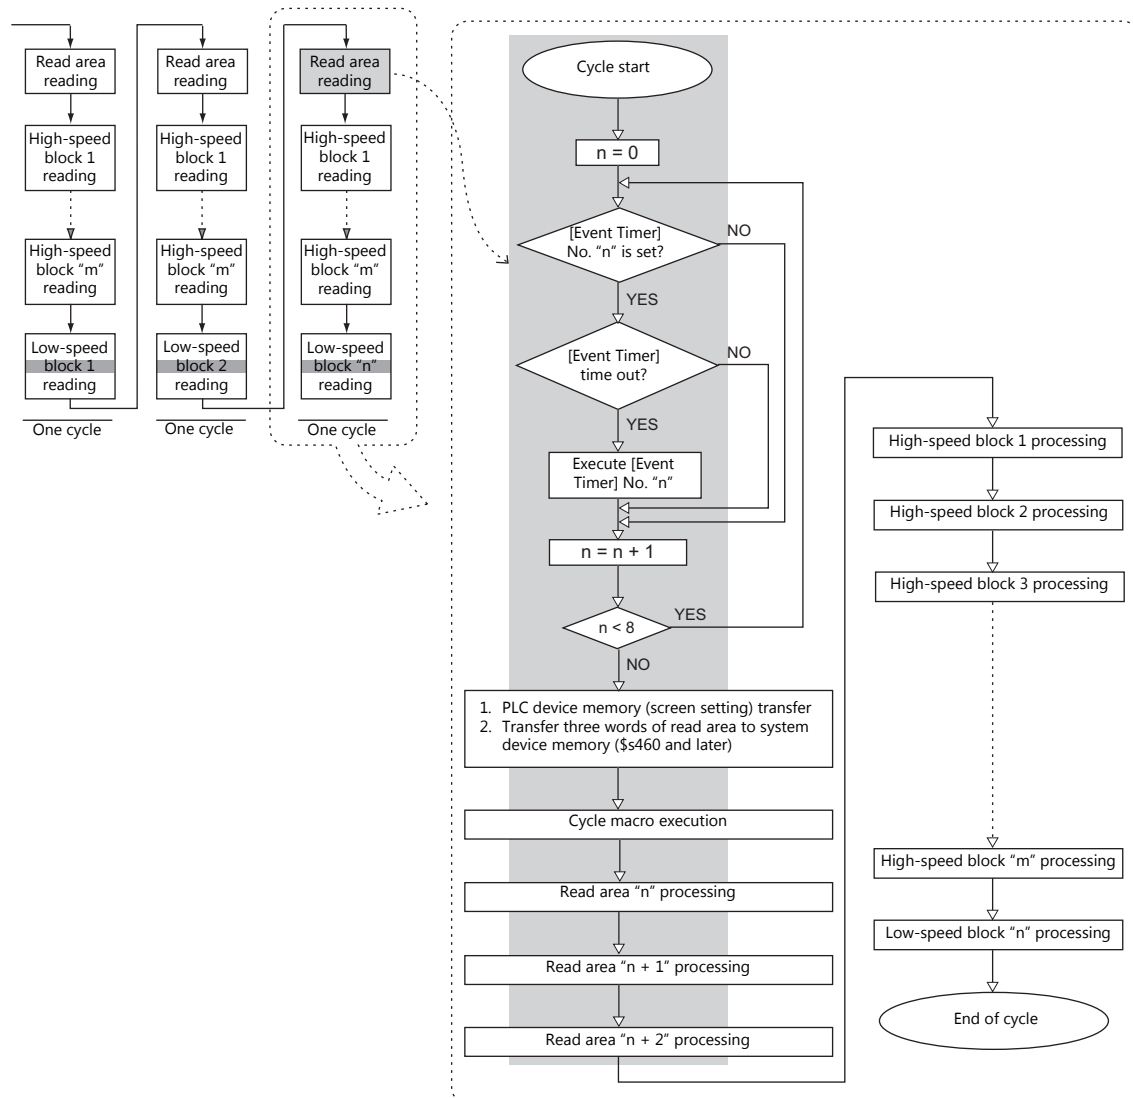 Read area
reading
High-speed
block 1
reading
High-speed
block “m”
reading
Low-speed
block 1
reading
One cycle
Read area
reading
High-speed
block 1
reading
High-speed
block “m”
reading
Low-speed
block 2
reading
One cycle
Read area
reading
High-speed
block 1
reading
High-speed
block “m”
reading
Low-speed
block “n”
reading
One cycle
Cycle start
n = 0
[Event Timer]
No. “n” is set?
NO
YES
[Event Timer]
time out?
NO
YES
Execute [Event
Timer] No. “n”
n = n + 1
n < 8
YES
NO
1. PLC device memory (screen setting) transfer
2. Transfer three words of read area to system
device memory ($s460 and later)
Cycle macro execution
Read area “n” processing
Read area “n + 1” processing
Read area “n + 2” processing
High-speed block 1 processing
High-speed block 2 processing
High-speed block 3 processing
High-speed block “m” processing
Low-speed block “n” processing
End of cycle